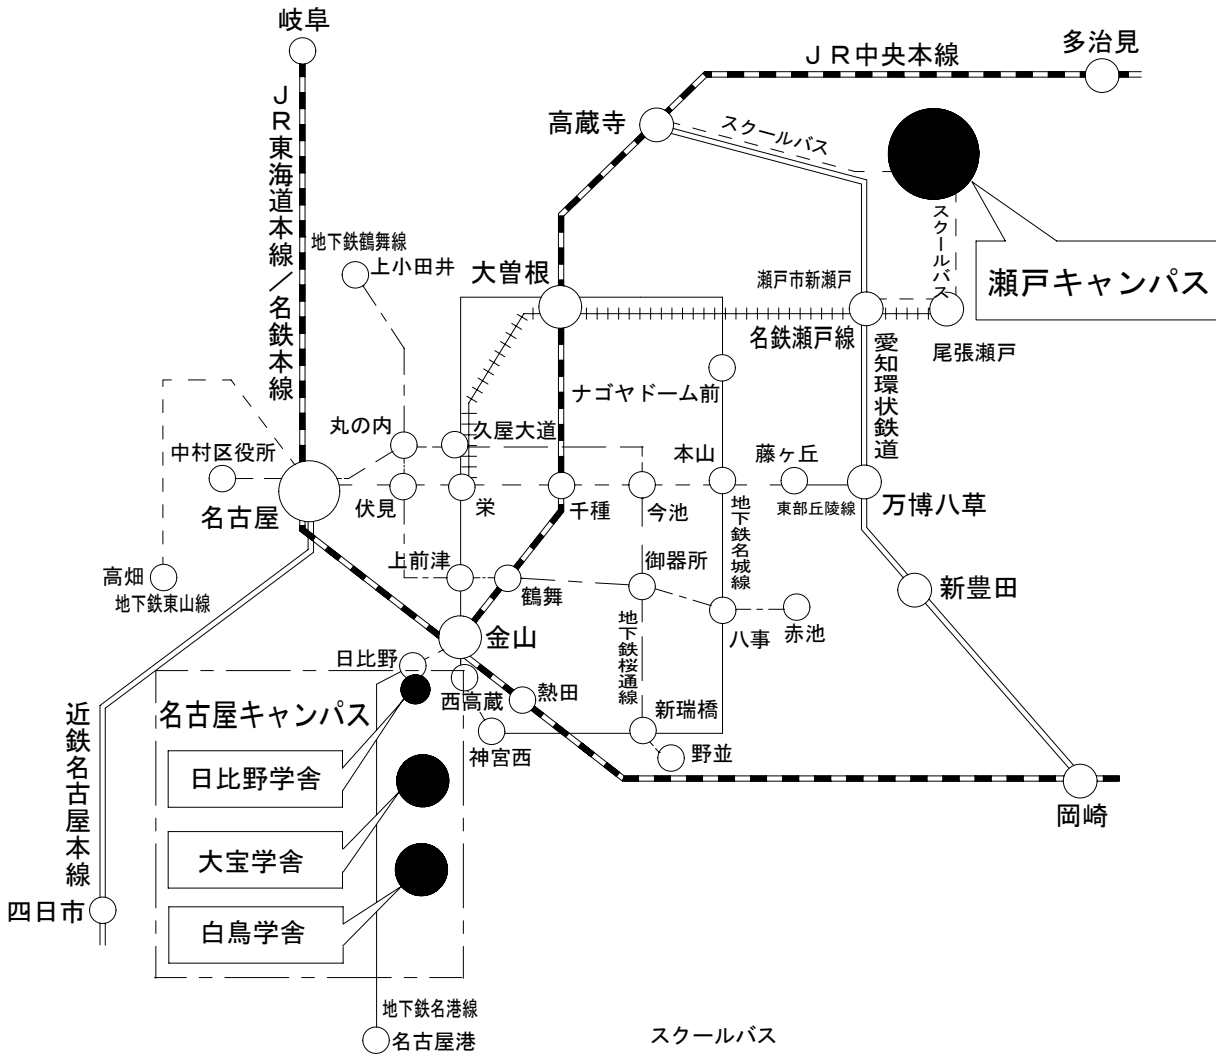 岐阜
ＪＲ中央本線
多治見
高蔵寺
スクールバス
ＪＲ東海道本線／名鉄本線
スクールバス
地下鉄鶴舞線
上小田井
大曽根
瀬戸市新瀬戸
瀬戸キャンパス
名鉄瀬戸線
尾張瀬戸
愛知環状鉄道
ナゴヤドーム前
丸の内
久屋大道
中村区役所
本山
藤ヶ丘
名古屋
伏見
栄
千種
今池
東部丘陵線
万博八草
地下鉄名城線
高畑
地下鉄東山線
上前津
鶴舞
御器所
新豊田
地下鉄桜通線
八事
赤池
金山
日比野
西高蔵
熱田
名古屋キャンパス
神宮西
新瑞橋
野並
近鉄名古屋本線
日比野学舎
岡崎
大宝学舎
四日市
白鳥学舎
地下鉄名港線
名古屋港
スクールバス